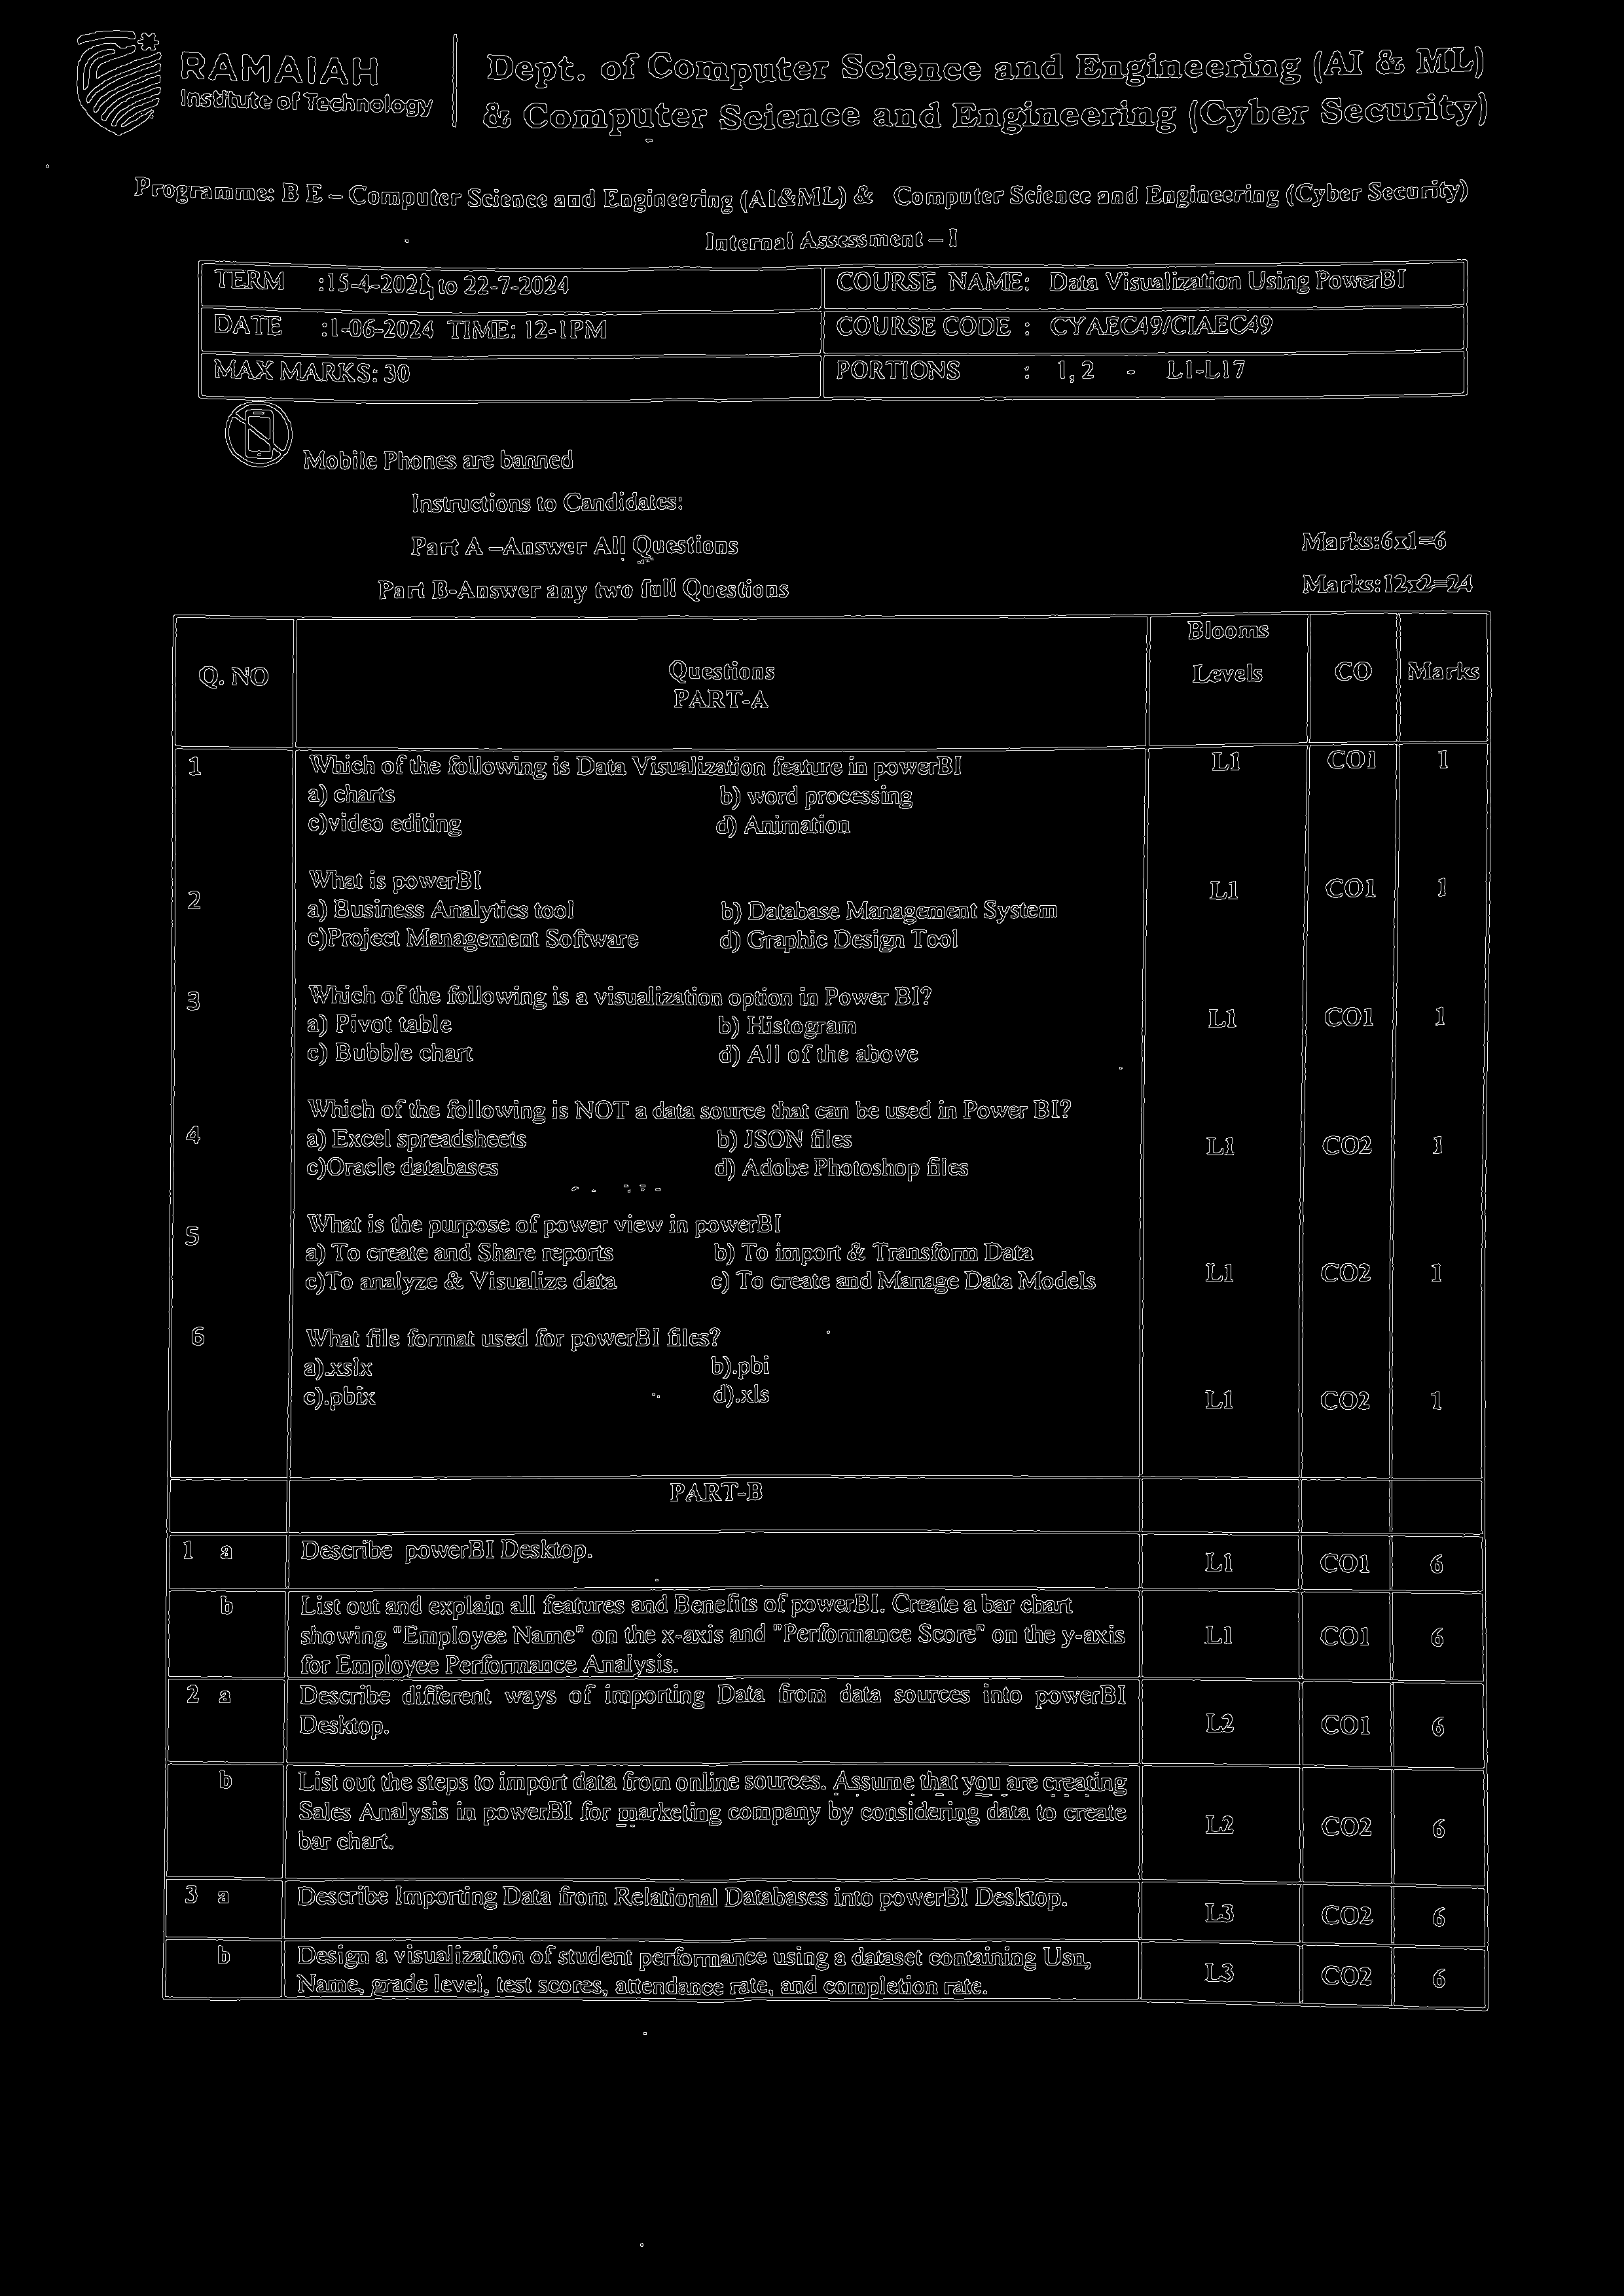 RAMAIAH
Institute of Technology
Dept. of Computer Science and Engineering (AI & ML)
& Computer Science and Engineering (Cyber Security)
Programme: B E – Computer Science and Engineering (AI&ML) & Computer Science and Engineering (Cyber Security)
Internal Assessment – I
TERM :15-4-2024 to 22-7-2024 COURSE NAME: Data Visualization Using PowerBI
DATE :1-06-2024 TIME: 12-1PM COURSE CODE : CYAEC49/CIAEC49
MAX MARKS: 30 PORTIONS : 1, 2 - L1-L17
Mobile Phones are banned
Instructions to Candidates:
Part A –Answer All Questions Marks:6x1=6
Part B-Answer any two full Questions Marks:12x2=24
Q. NO Questions Blooms Levels CO Marks
PART-A
1 Which of the following is Data Visualization feature in powerBI L1 CO1 1
a) charts b) word processing
c)video editing d) Animation
2 What is powerBI L1 CO1 1
a) Business Analytics tool b) Database Management System
c)Project Management Software d) Graphic Design Tool
3 Which of the following is a visualization option in Power BI? L1 CO1 1
a) Pivot table b) Histogram
c) Bubble chart d) All of the above
4 Which of the following is NOT a data source that can be used in Power BI? L1 CO2 1
a) Excel spreadsheets b) JSON files
c)Oracle databases d) Adobe Photoshop files
5 What is the purpose of power view in powerBI L1 CO2 1
a) To create and Share reports b) To import & Transform Data
c)To analyze & Visualize data c) To create and Manage Data Models
6 What file format used for powerBI files? L1 CO2 1
a).xslx b).pbi
c).pbix d).xls
PART-B
1 a Describe powerBI Desktop. L1 CO1 6
b List out and explain all features and Benefits of powerBI. Create a bar chart
showing "Employee Name" on the x-axis and "Performance Score" on the y-axis L1 CO1 6
for Employee Performance Analysis.
2 a Describe different ways of importing Data from data sources into powerBI
Desktop. L2 CO1 6
b List out the steps to import data from online sources. Assume that you are creating
Sales Analysis in powerBI for marketing company by considering data to create L2 CO2 6
bar chart.
3 a Describe Importing Data from Relational Databases into powerBI Desktop. L3 CO2 6
b Design a visualization of student performance using a dataset containing Usn,
Name, grade level, test scores, attendance rate, and completion rate. L3 CO2 6